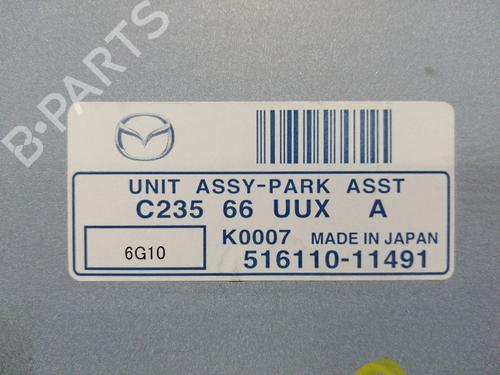 B-PARTS
UNIT ASSY-PARK ASST
C235 66 UUX A
6G10
K0007 MADE IN JAPAN
516110-11491